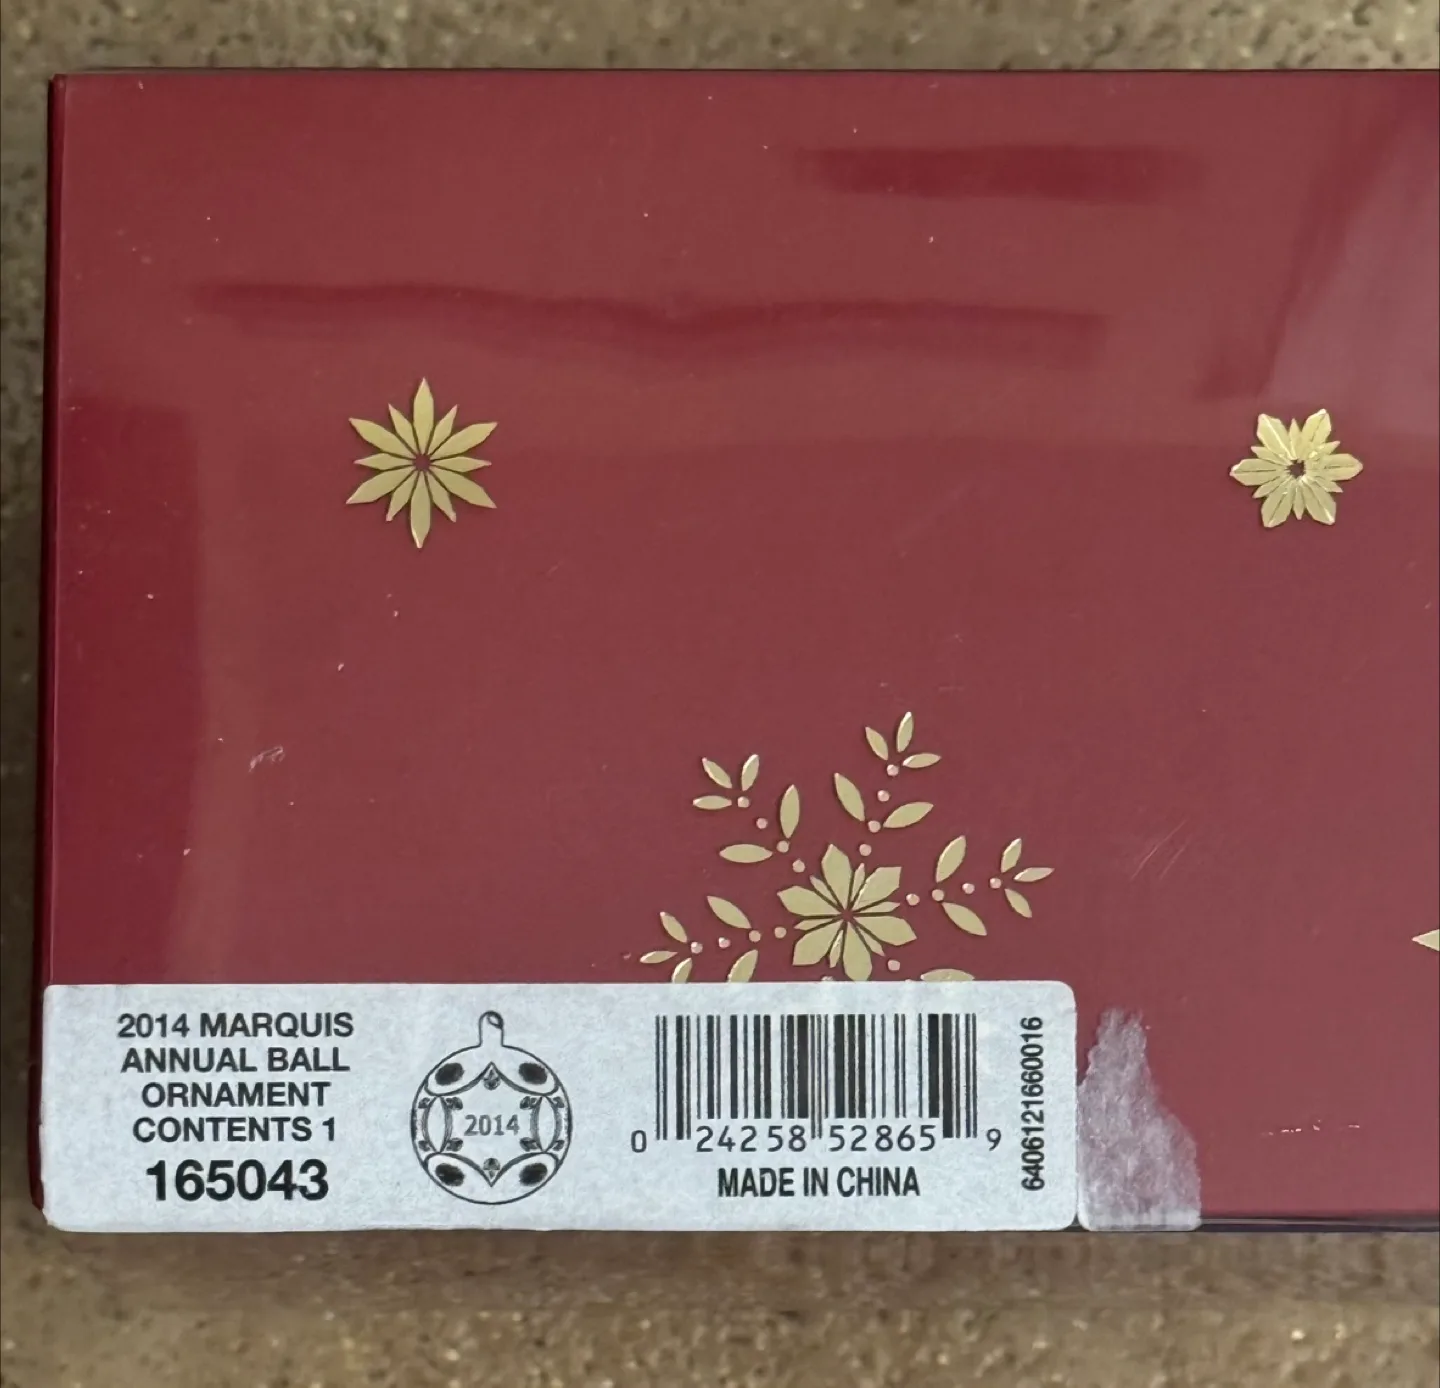 2014 MARQUIS
ANNUAL BALL
ORNAMENT
CONTENTS 1
165043
2014
0 24258 52865 9
MADE IN CHINA
6406121660016